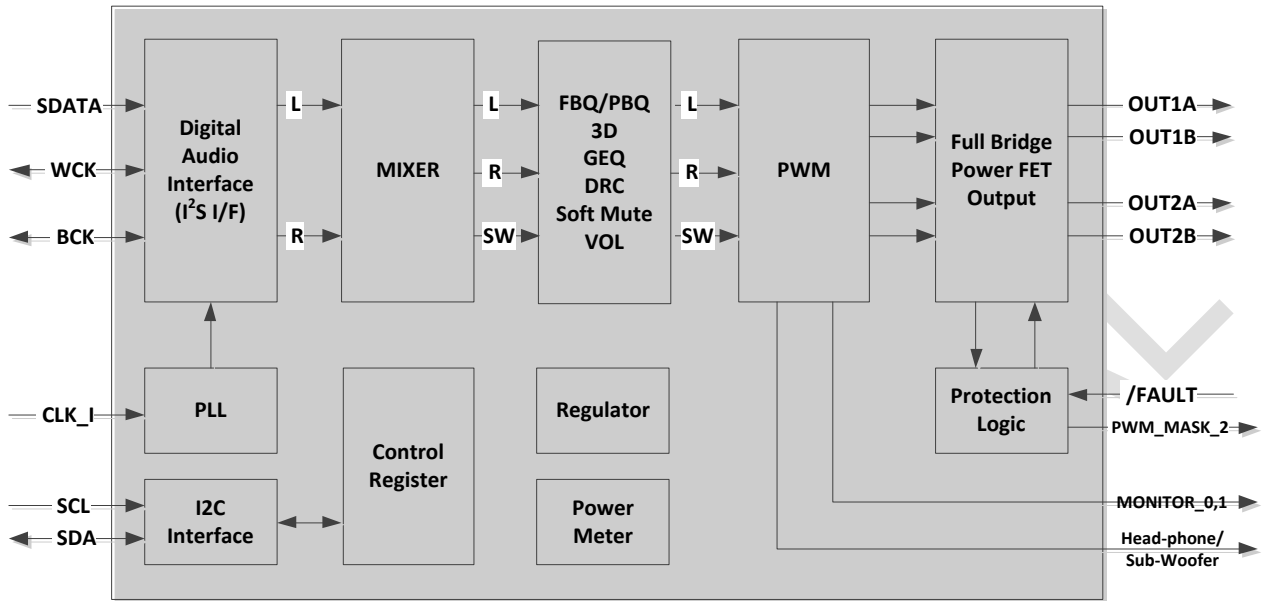 SDATA
WCK
BCK
CLK_I
SCL
SDA
Digital
Audio
Interface
(I²S I/F)
L
R
MIXER
L
R
SW
FBQ/PBQ
3D
GEQ
DRC
Soft Mute
VOL
L
R
SW
PWM
Full Bridge
Power FET
Output
OUT1A
OUT1B
OUT2A
OUT2B
PLL
I2C
Interface
Control
Register
Regulator
Power
Meter
Protection
Logic
/FAULT
PWM_MASK_2
MONITOR_0,1
Head-phone/
Sub-Woofer